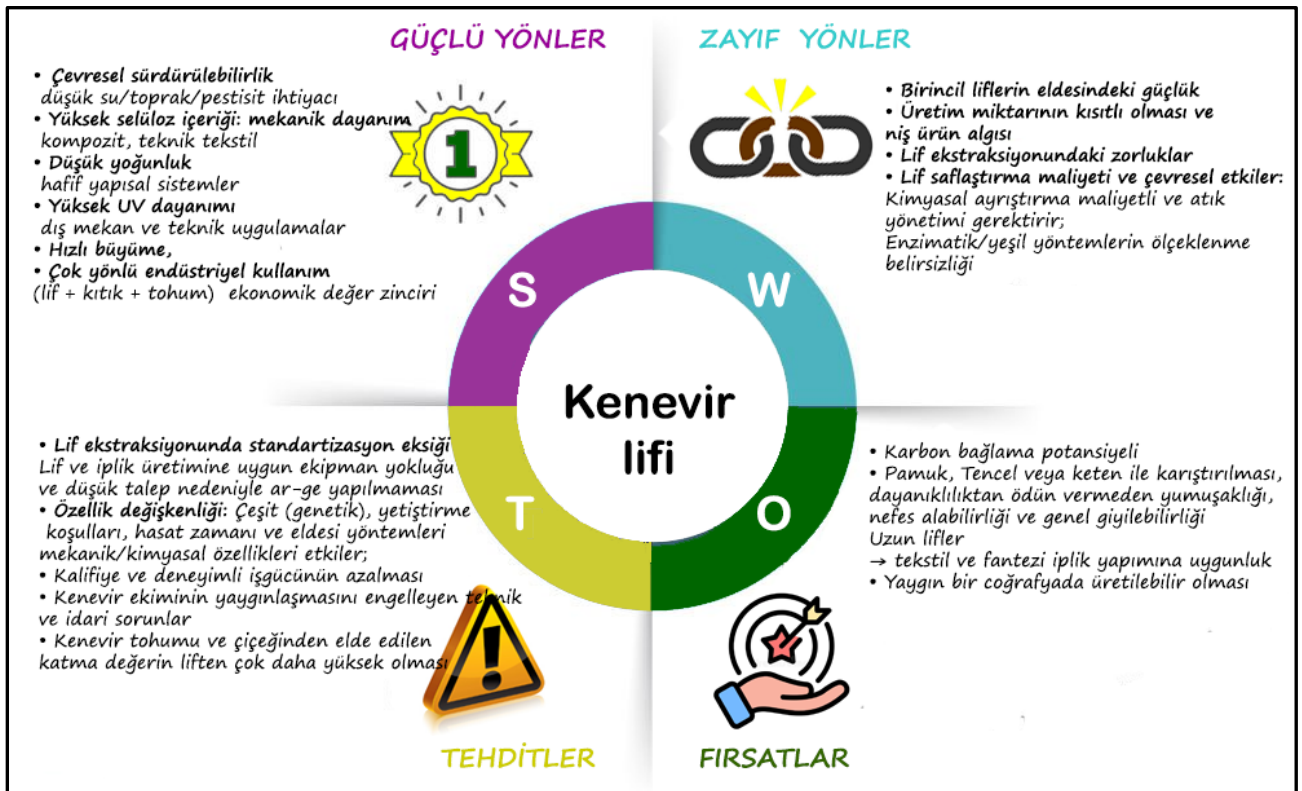 GÜÇLÜ YÖNLER
• Çevresel sürdürülebilirlik
düşük su/toprak/pestisit ihtiyacı
• Yüksek selüloz içeriği: mekanik dayanım
kompozit, teknik tekstil
• Düşük yoğunluk
hafif yapısal sistemler
• Yüksek UV dayanımı
dış mekan ve teknik uygulamalar
• Hızlı büyüme,
• Çok yönlü endüstriyel kullanım
(lif + kıtık + tohum) ekonomik değer zinciri
1
ZAYIF YÖNLER
• Birincil liflerin eldesindeki güçlük
• Üretim miktarının kısıtlı olması ve
niş ürün algısı
• Lif ekstraksiyonundaki zorluklar
• Lif saflaştırma maliyeti ve çevresel etkiler:
Kimyasal ayrıştırma maliyetli ve atık
yönetimi gerektirir;
Enzimatik/yeşil yöntemlerin ölçeklenme
belirsizliği
S
W
Kenevir
lifi
T
O
• Lif ekstraksiyonunda standartizasyon eksiği
Lif ve iplik üretimine uygun ekipman yokluğu
ve düşük talep nedeniyle ar-ge yapılmaması
• Özellik değişkenliği: Çeşit (genetik), yetiştirme
koşulları, hasat zamanı ve eldesi yöntemleri
mekanik/kimyasal özellikleri etkiler;
• Kalifiye ve deneyimli işgücünün azalması
• Kenevir ekiminin yaygınlaşmasını engelleyen teknik
ve idari sorunlar
• Kenevir tohumu ve çiçeğinden elde edilen
katma değerin liften çok daha yüksek olması
TEHDİTLER
• Karbon bağlama potansiyeli
• Pamuk, Tencel veya keten ile karıştırılması,
dayanıklılıktan ödün vermeden yumuşaklığı,
nefes alabilirliği ve genel giyilebilirliği
Uzun lifler
→ tekstil ve fantezi iplik yapımına uygunluk
• Yaygın bir coğrafyada üretilebilir olması
FIRSATLAR